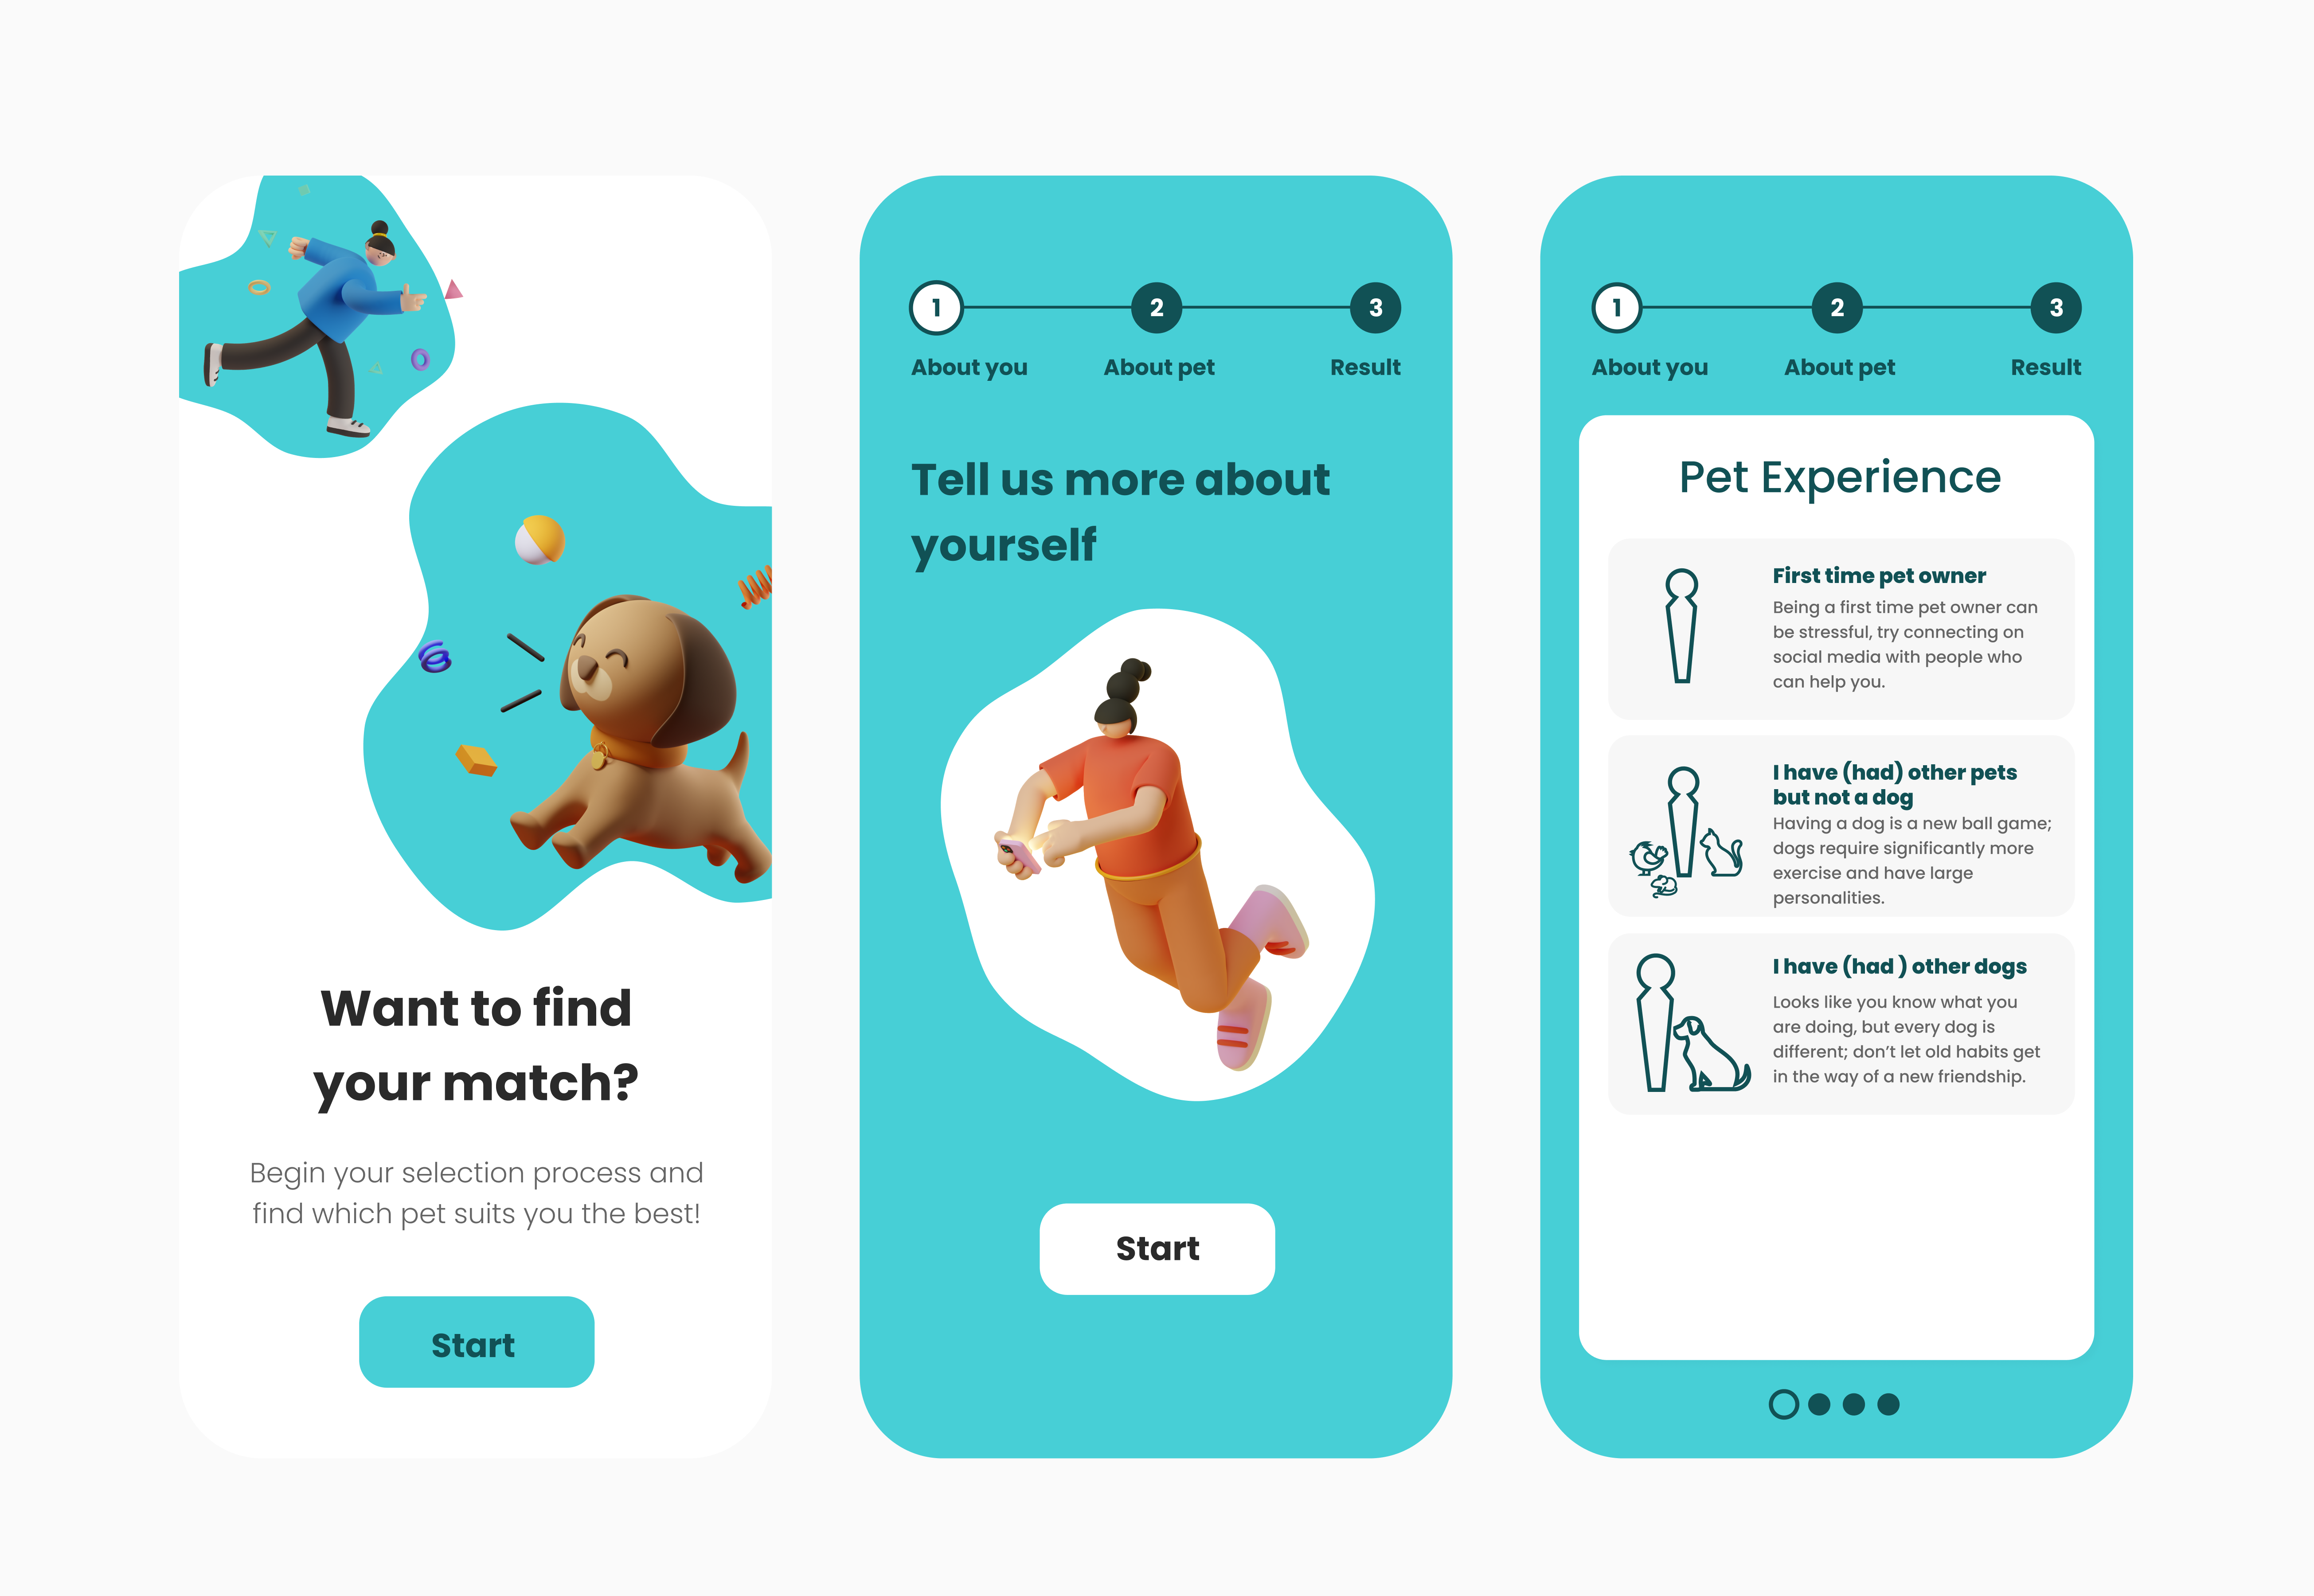 Want to find
your match?
Begin your selection process and
find which pet suits you the best!
Start
1 2 3
About you About pet Result
Tell us more about
yourself
Start
1 2 3
About you About pet Result
Pet Experience
First time pet owner
Being a first time pet owner can
be stressful, try connecting on
social media with people who
can help you.
I have (had) other pets
but not a dog
Having a dog is a new ball game;
dogs require significantly more
exercise and have large
personalities.
I have (had ) other dogs
Looks like you know what you
are doing, but every dog is
different; don’t let old habits get
in the way of a new friendship.